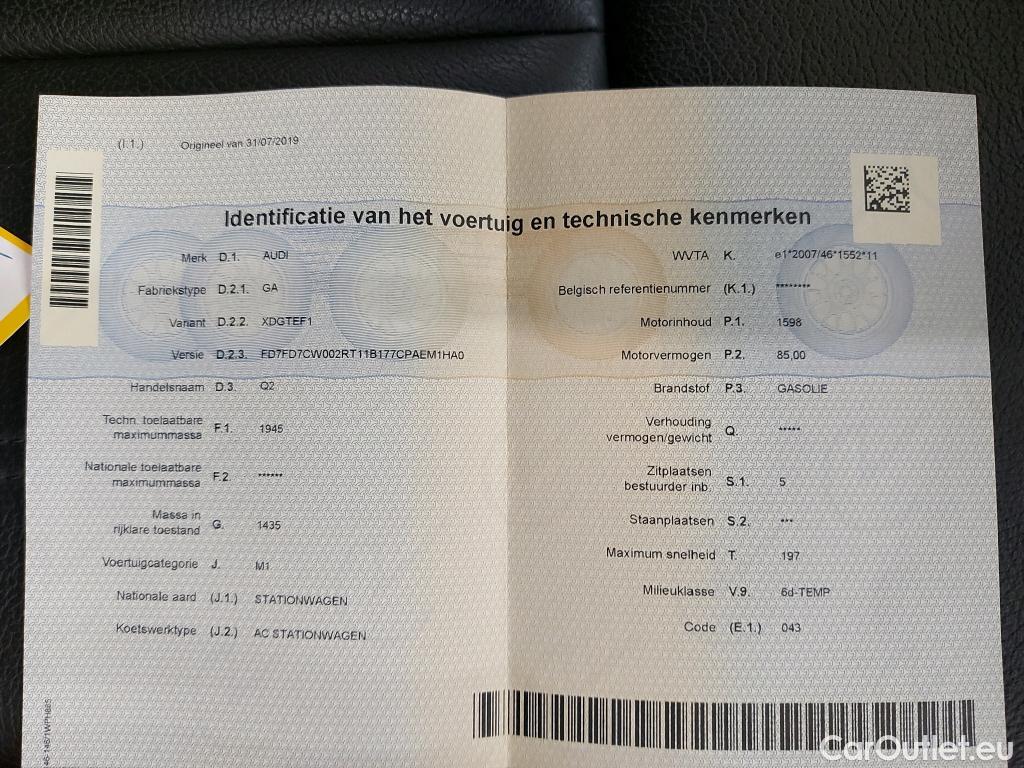 (I.1.) Origineel van 31/07/2019
Identificatie van het voertuig en technische kenmerken
Merk D.1. AUDI
Fabriekstype D.2.1. GA
Variant D.2.2. XDGTEF1
Versie D.2.3. FD7FD7CW002RT11B177CPAEM1HA0
Handelsnaam D.3. Q2
Techn. toelaatbare
maximummassa F.1. 1945
Nationale toelaatbare
maximummassa F.2. ******
Massa in
rijklare toestand G. 1435
Voertuigcategorie J. M1
Nationale aard (J.1.) STATIONWAGEN
Koetswerktype (J.2.) AC STATIONWAGEN
WVTA K. e1*2007/46*1552*11
Belgisch referentienummer (K.1.) ********
Motorinhoud P.1. 1598
Motorvermogen P.2. 85,00
Brandstof P.3. GASOLIE
Verhouding
vermogen/gewicht Q. *****
Zitplaatsen
bestuurder inb. S.1. 5
Staanplaatsen S.2. ***
Maximum snelheid T. 197
Milieuklasse V.9. 6d-TEMP
Code (E.1.) 043
CarOutlet.eu